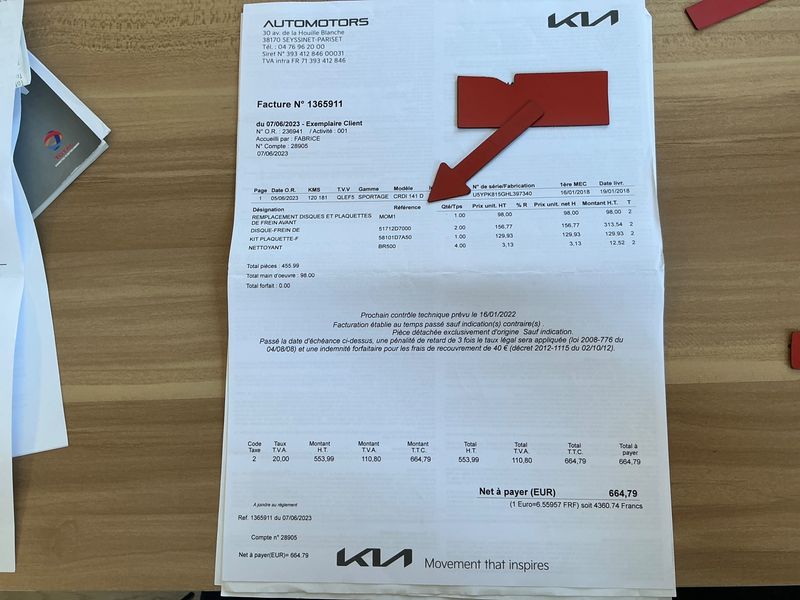 AUTOMOTORS
KIA
30 av. de la Houille Blanche
38170 SEYSSINET-PARISET
Tél. : 04 76 96 20 00
Siret N° 393 412 846 00031
TVA intra FR 71 393 412 846
Facture N° 1365911
du 07/06/2023 - Exemplaire Client
N° O.R. : 236941 / Activité : 001
Accueilli par : FABRICE
N° Compte : 28905
07/06/2023
Page Date O.R. KMS T.V.V Gamme Modèle N° de série/Fabrication 1ère MEC Date livr.
1 05/06/2023 120 181 QLEF5 SPORTAGE CRDI 141 D U5YPK815GHL397340 16/01/2018 19/01/2018
Désignation Référence Qté/Tps Prix unit. HT % R Prix unit. net H Montant H.T. T
REMPLACEMENT DISQUES ET PLAQUETTES MOM1 1.00 98,00 98,00 98,00 2
DE FREIN AVANT
DISQUE-FREIN DE 51712D7000 2.00 156,77 156,77 313,54 2
KIT PLAQUETTE-F 58101D7A50 1.00 129,93 129,93 129,93 2
NETTOYANT BR500 4.00 3,13 3,13 12,52 2
Total pièces : 455.99
Total main d'oeuvre : 98.00
Total forfait : 0.00
Prochain contrôle technique prévu le 16/01/2022
Facturation établie au temps passé sauf indication(s) contraire(s) .
Pièce détachée exclusivement d'origine Sauf indication.
Passé la date d'échéance ci-dessus, une pénalité de retard de 3 fois le taux légal sera appliquée (loi 2008-776 du
04/08/08) et une indemnité forfaitaire pour les frais de recouvrement de 40 € (décret 2012-1115 du 02/10/12).
Code Taux Montant Montant Montant Total Total Total Total à
Taxe T.V.A. H.T. T.V.A. T.T.C. H.T. T.V.A. T.T.C. payer
2 20,00 553,99 110,80 664,79 553,99 110,80 664,79 664,79
Net à payer (EUR) 664,79
(1 Euro=6.55957 FRF) soit 4360.74 Francs
A joindre au règlement
Ref. 1365911 du 07/06/2023
Compte n° 28905
Net à payer(EUR)= 664.79
KIA Movement that inspires